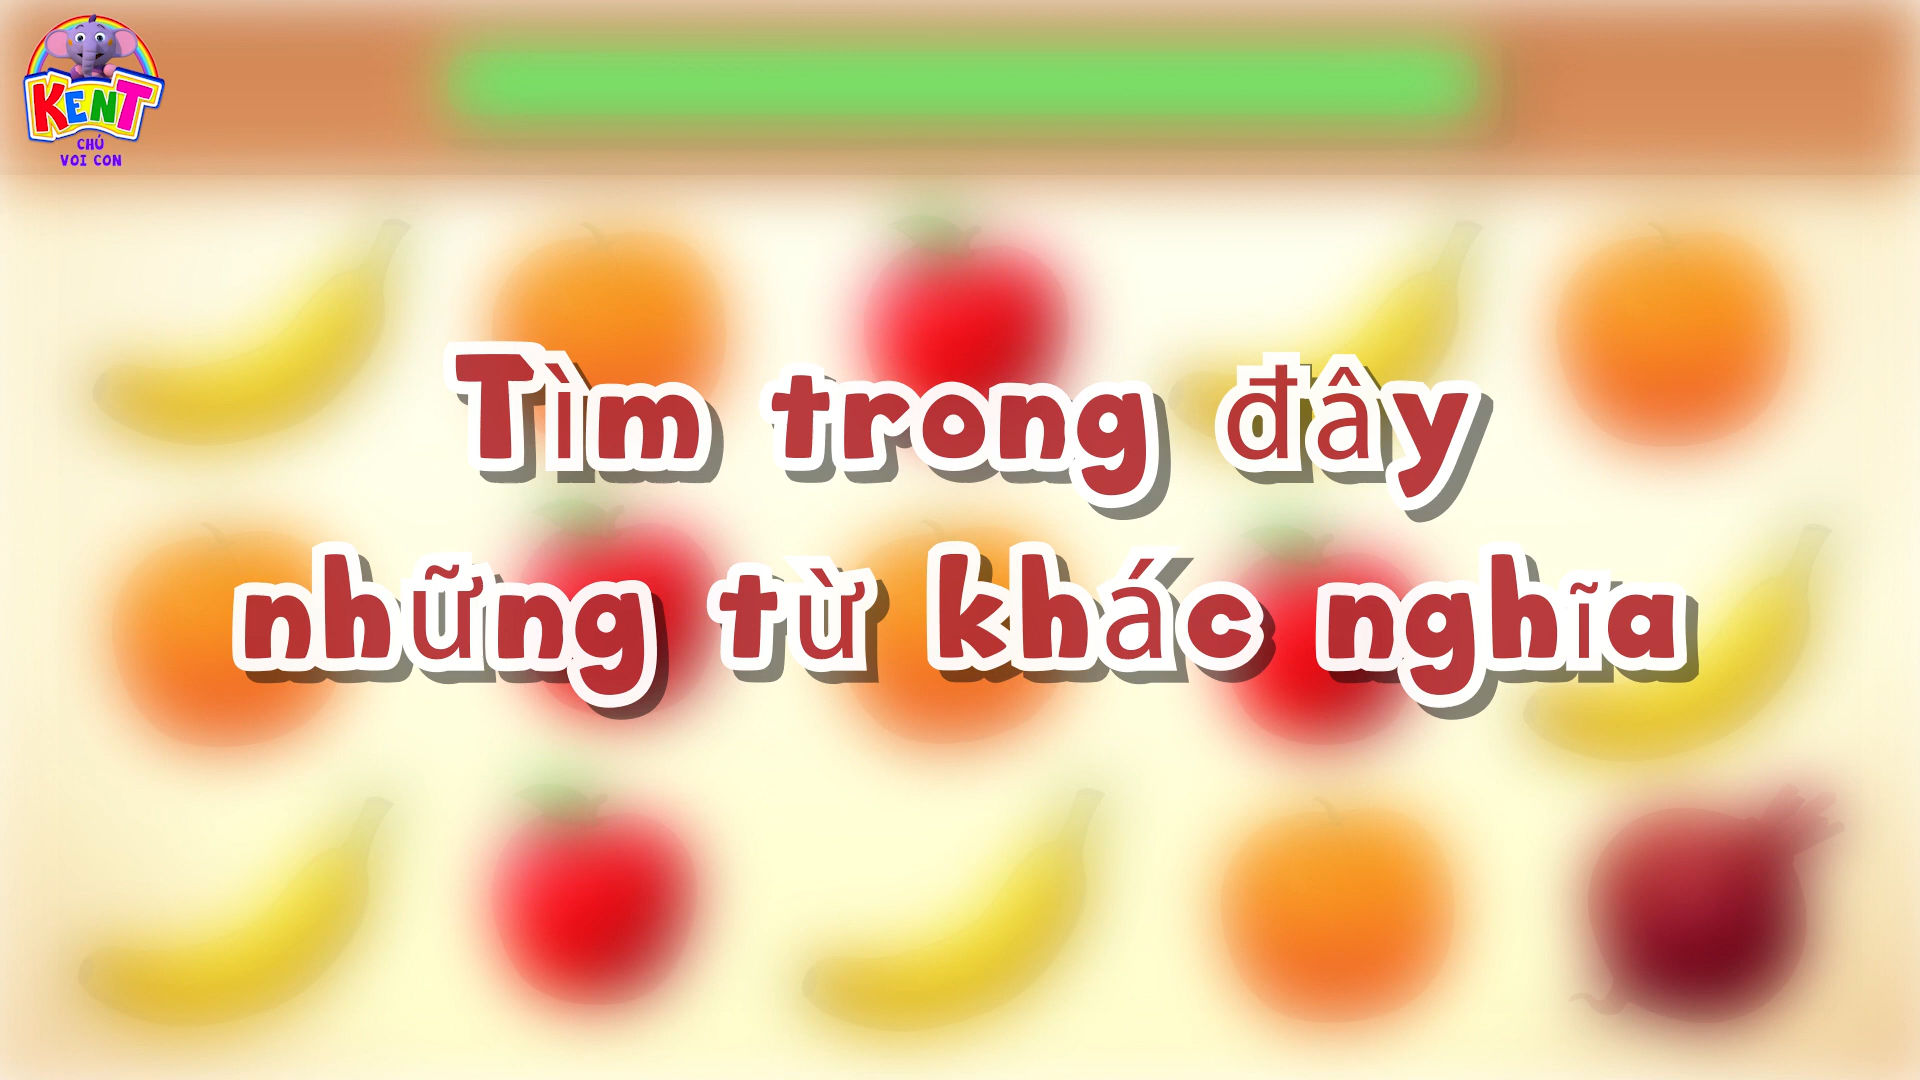 KENT
CHÚ
VOI CON
Tìm trong đây
những từ khác nghĩa